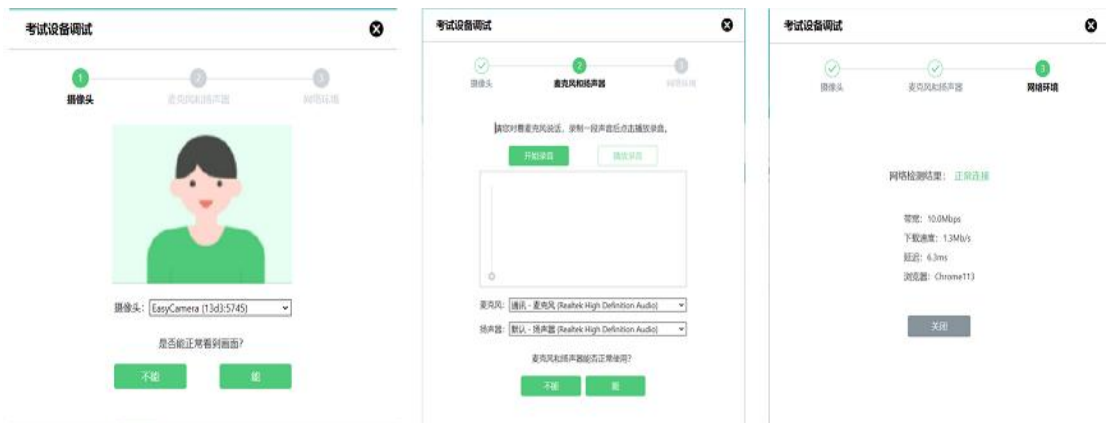 考试设备调试
1 2 3
摄像头 麦克风和扬声器 网络环境
摄像头: EasyCamera (13d3:5745)
是否能正常看到画面?
不能 能
考试设备调试
2 3
摄像头 麦克风和扬声器 网络环境
请您对着麦克风说话，录制一段声音后点击播放录音。
开始录音 播放录音
麦克风: 通讯 - 麦克风 (Realtek High Definition Audio)
扬声器: 默认 - 扬声器 (Realtek High Definition Audio)
麦克风和扬声器能否正常使用?
不能 能
考试设备调试
3
摄像头 麦克风和扬声器 网络环境
网络检测结果: 正常连接
带宽: 10.0Mbps
下载速度: 1.3Mb/s
延迟: 6.3ms
浏览器: Chrome113
关闭